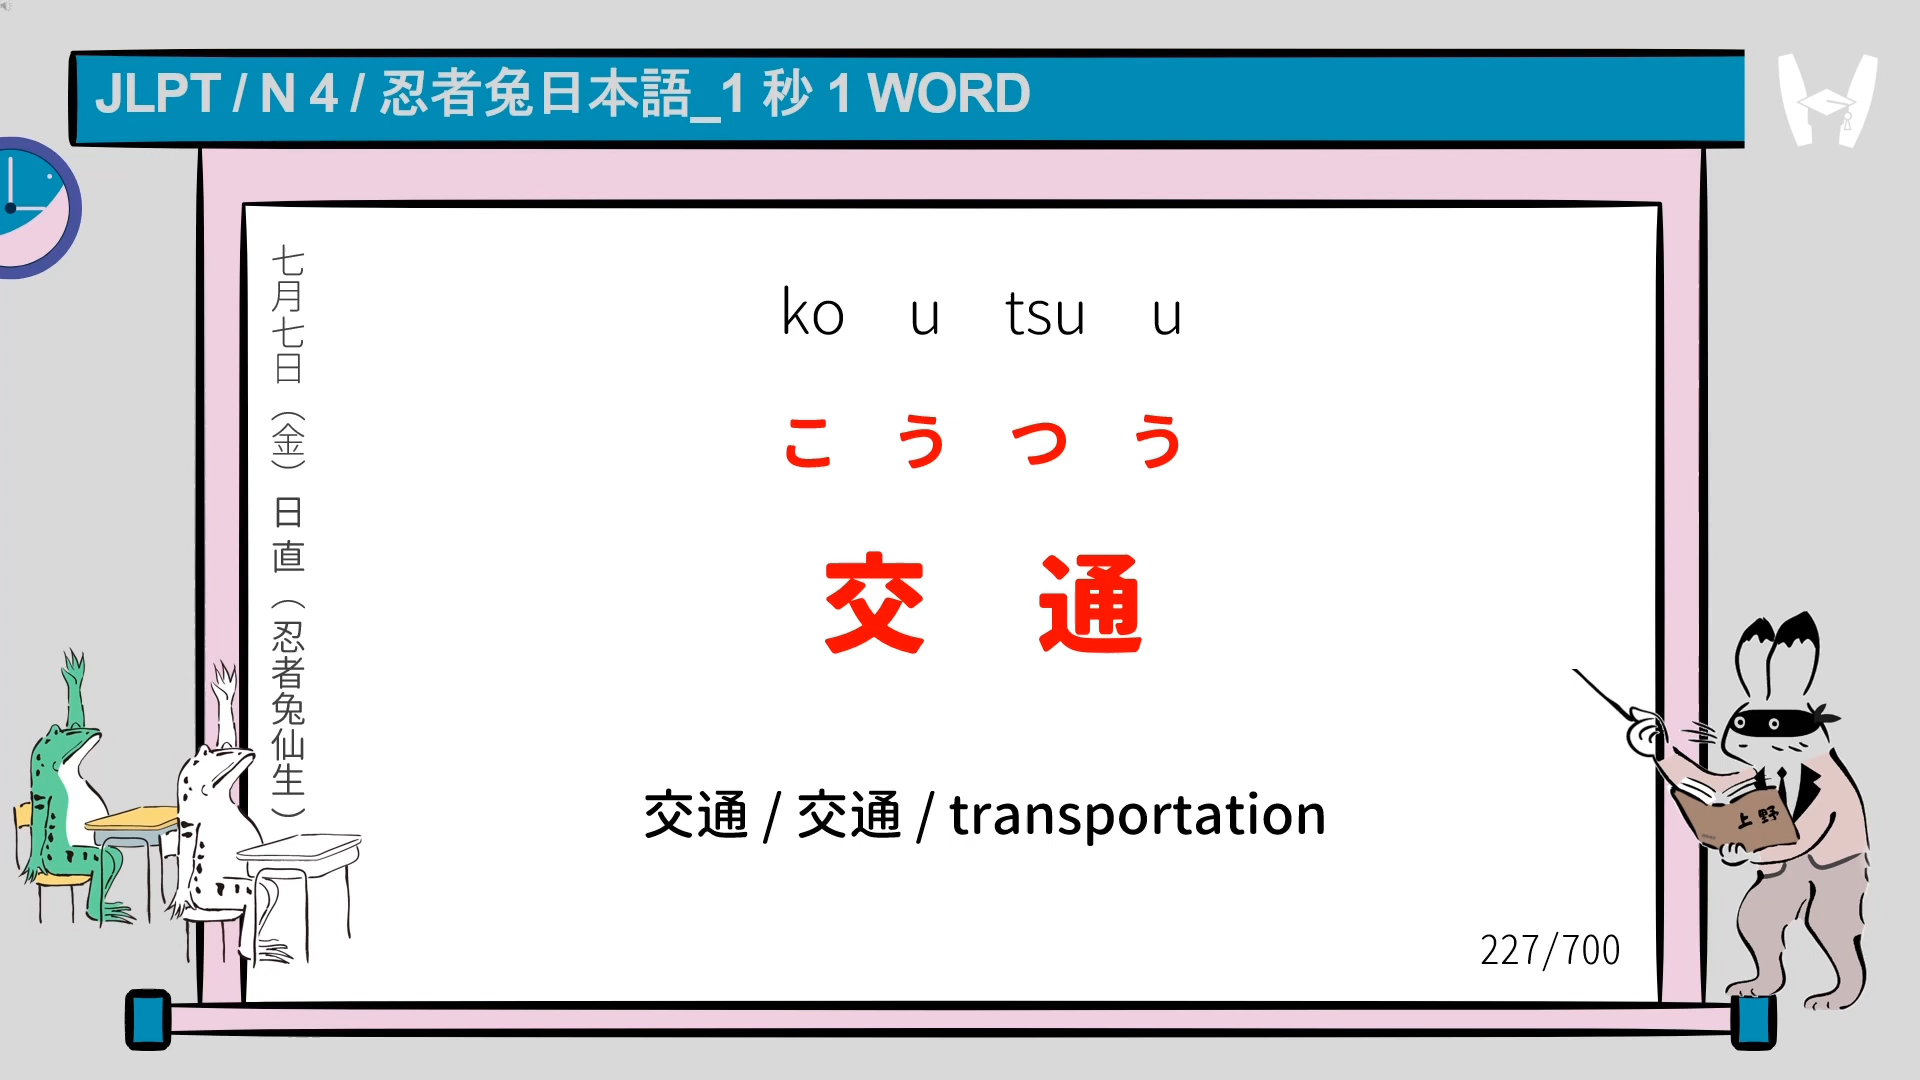 JLPT / N 4 / 忍者兔日本語_1 秒 1 WORD
七月七日（金）日直（忍者兔仙生）
ko u tsu u
こ う つ う
交 通
交通 / 交通 / transportation
上野
227/700